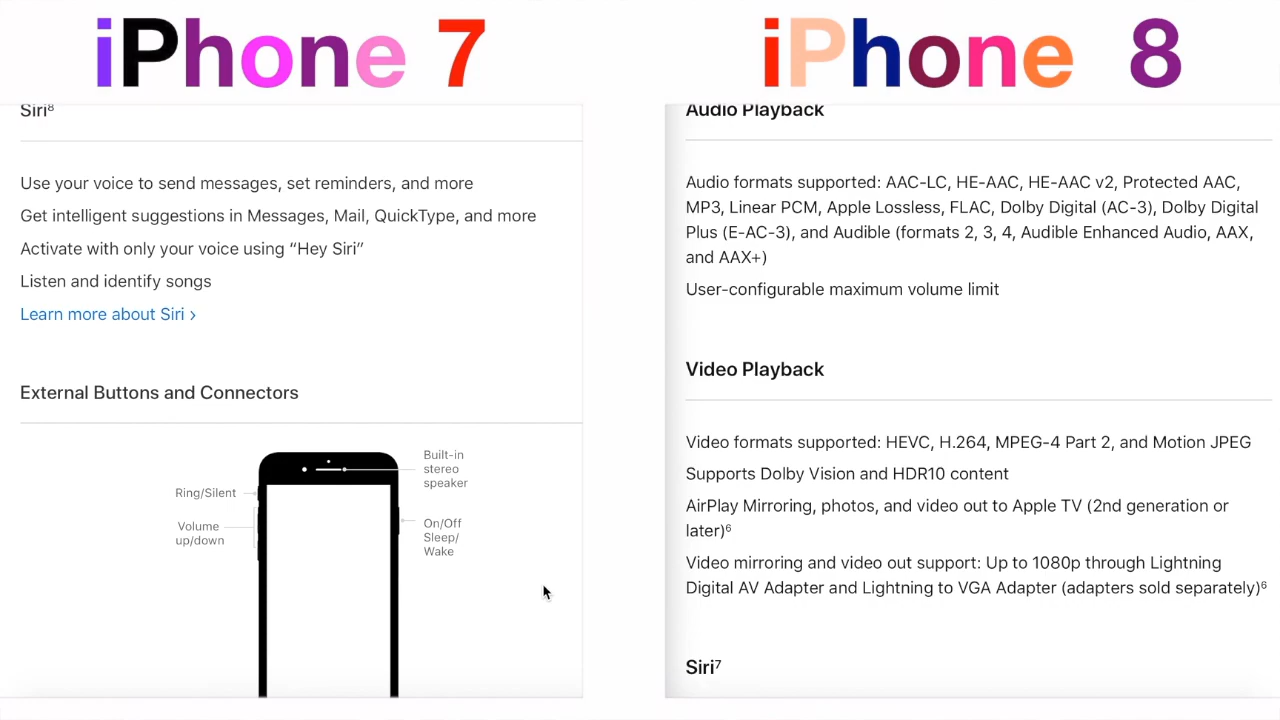 iPhone 7
Siri⁸
Use your voice to send messages, set reminders, and more
Get intelligent suggestions in Messages, Mail, QuickType, and more
Activate with only your voice using “Hey Siri”
Listen and identify songs
Learn more about Siri ›
External Buttons and Connectors
Built-in
stereo
speaker
Ring/Silent
Volume
up/down
On/Off
Sleep/
Wake
iPhone 8
Audio Playback
Audio formats supported: AAC-LC, HE-AAC, HE-AAC v2, Protected AAC,
MP3, Linear PCM, Apple Lossless, FLAC, Dolby Digital (AC-3), Dolby Digital
Plus (E-AC-3), and Audible (formats 2, 3, 4, Audible Enhanced Audio, AAX,
and AAX+)
User-configurable maximum volume limit
Video Playback
Video formats supported: HEVC, H.264, MPEG-4 Part 2, and Motion JPEG
Supports Dolby Vision and HDR10 content
AirPlay Mirroring, photos, and video out to Apple TV (2nd generation or
later)⁶
Video mirroring and video out support: Up to 1080p through Lightning
Digital AV Adapter and Lightning to VGA Adapter (adapters sold separately)⁶
Siri⁷